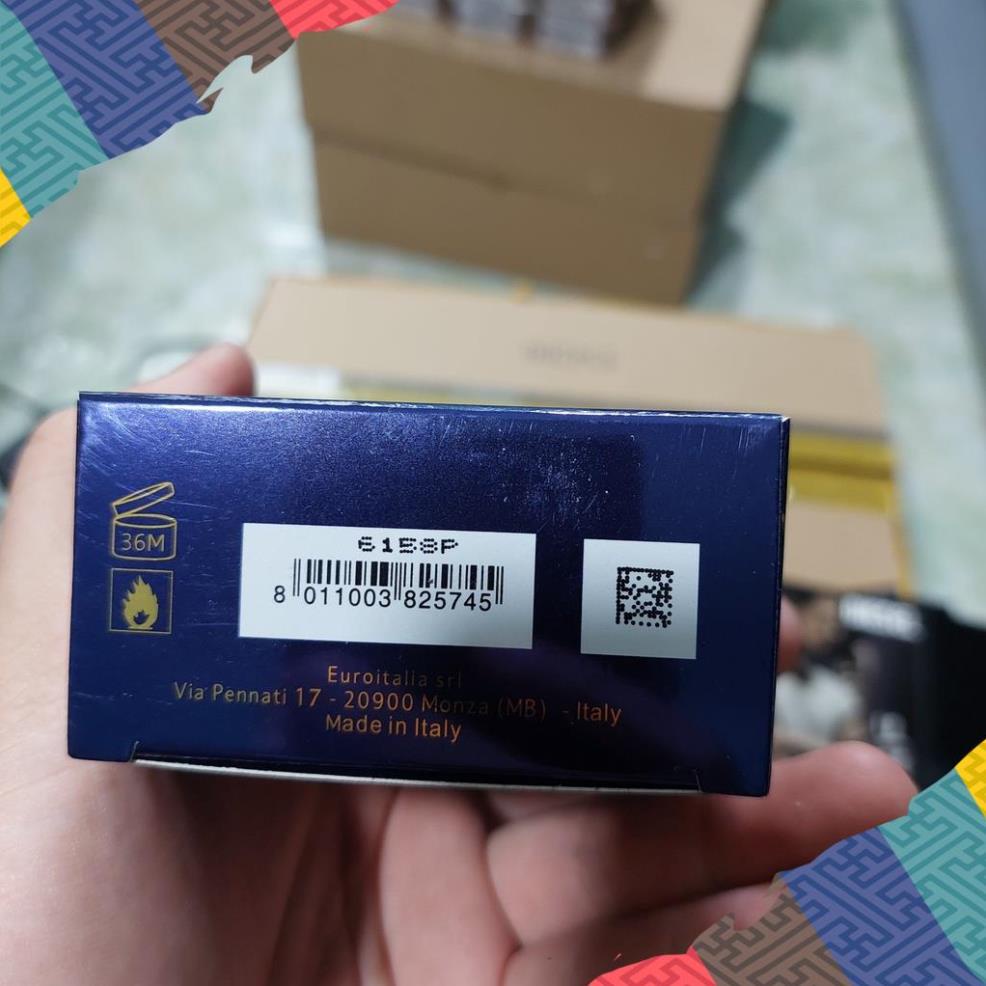 36M
6158P
8 011003 825745
Euroitalia srl
Via Pennati 17 - 20900 Monza (MB) - Italy
Made in Italy